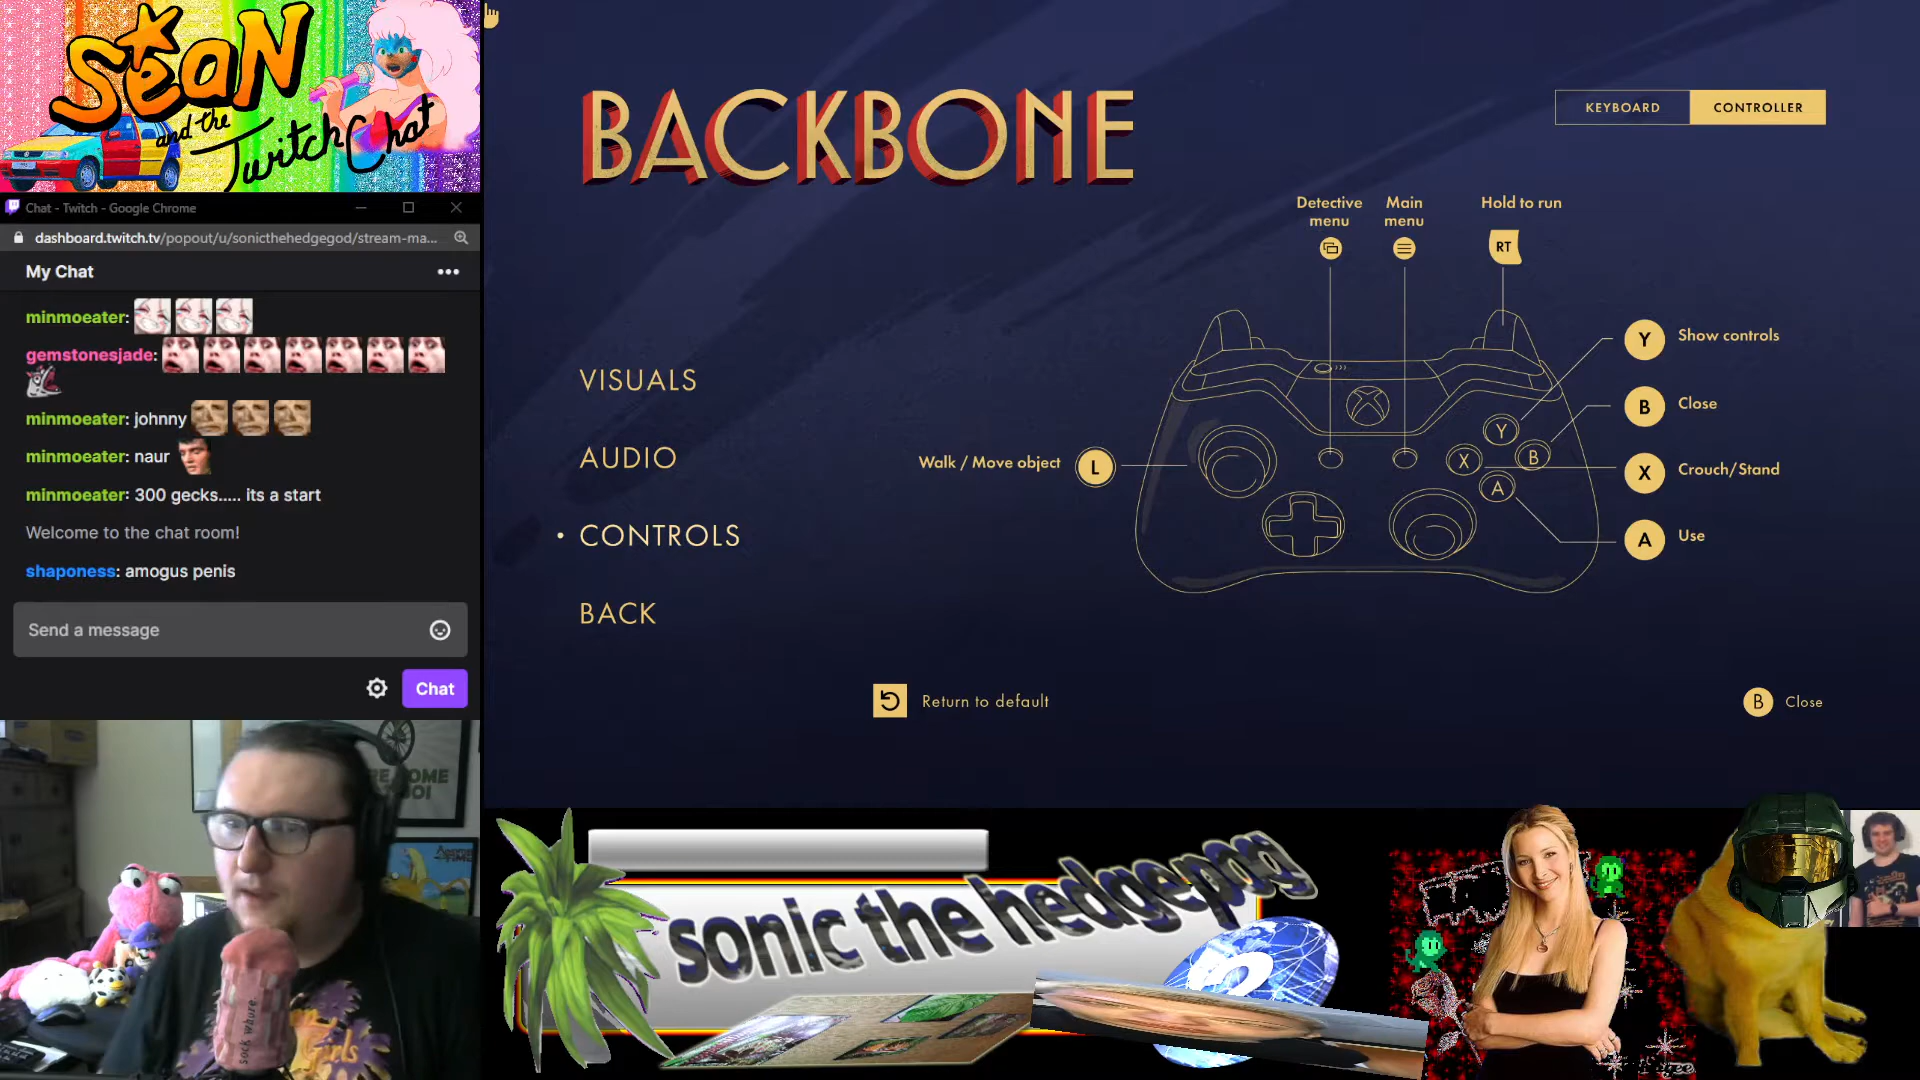 Sean
and the
Twitch Chat
Chat - Twitch - Google Chrome
dashboard.twitch.tv/popout/u/sonicthehedgegod/stream-ma...
My Chat
minmoeater:
gemstonesjade:
minmoeater: johnny
minmoeater: naur
minmoeater: 300 gecks..... its a start
Welcome to the chat room!
shaponess: amogus penis
Send a message
Chat
BACKBONE
KEYBOARD
CONTROLLER
Detective menu
Main menu
Hold to run
RT
VISUALS
AUDIO
CONTROLS
BACK
Walk / Move object
L
Y
B
X
A
Y
Show controls
B
Close
X
Crouch/Stand
A
Use
Return to default
B
Close
sock whore
Girls
sonic the hedgepog